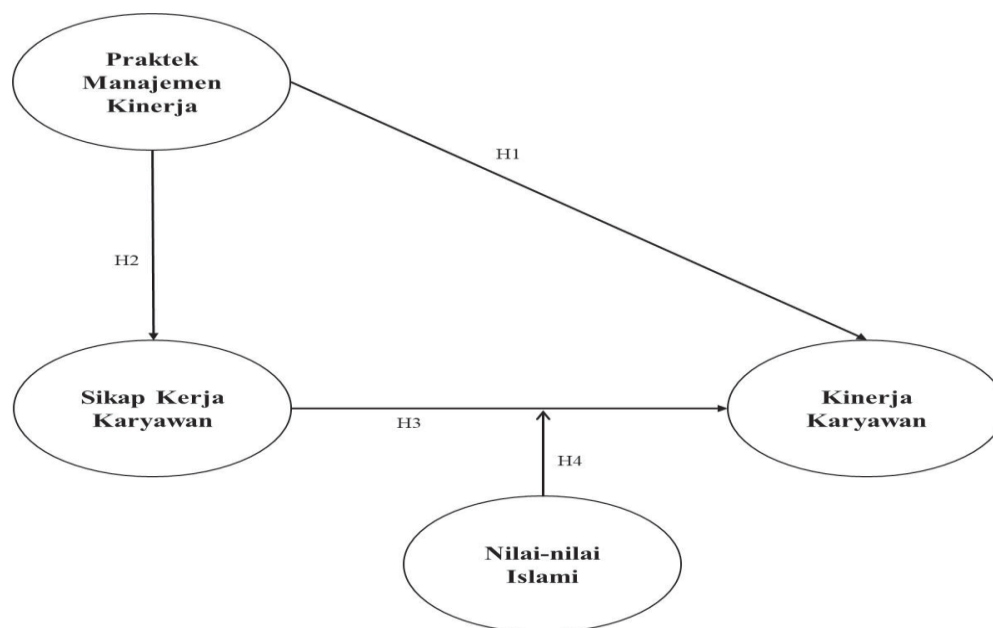 Praktek
Manajemen
Kinerja
H1
H2
Sikap Kerja
Karyawan
H3
Kinerja
Karyawan
H4
Nilai-nilai
Islami